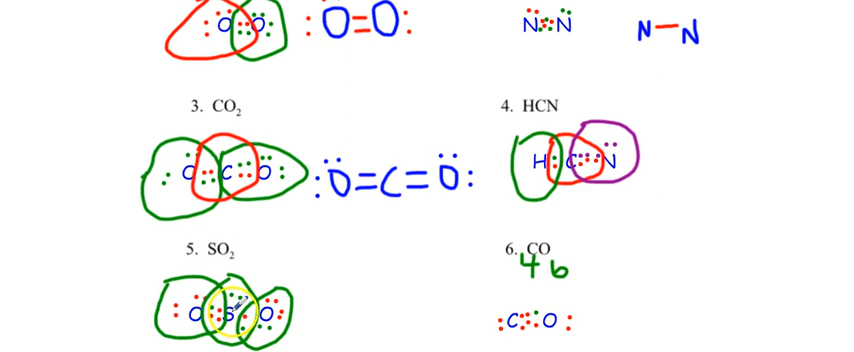 :O::O: :O=O: N:::N N—N
3. CO₂ 4. HCN
O::C::O :O=C=O: H:C:::N
5. SO₂ 6. CO
4 6
:O::S:O: :C:::O: